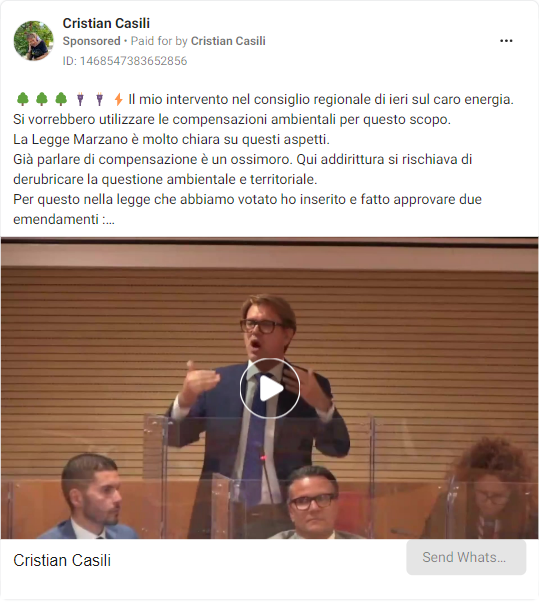 Cristian Casili
Sponsored • Paid for by Cristian Casili
ID: 1468547383652856
🌳 🌳 🌳 🔌 🔌 ⚡ Il mio intervento nel consiglio regionale di ieri sul caro energia.
Si vorrebbero utilizzare le compensazioni ambientali per questo scopo.
La Legge Marzano è molto chiara su questi aspetti.
Già parlare di compensazione è un ossimoro. Qui addirittura si rischiava di
derubricare la questione ambientale e territoriale.
Per questo nella legge che abbiamo votato ho inserito e fatto approvare due
emendamenti :...
Cristian Casili
Send Whats...